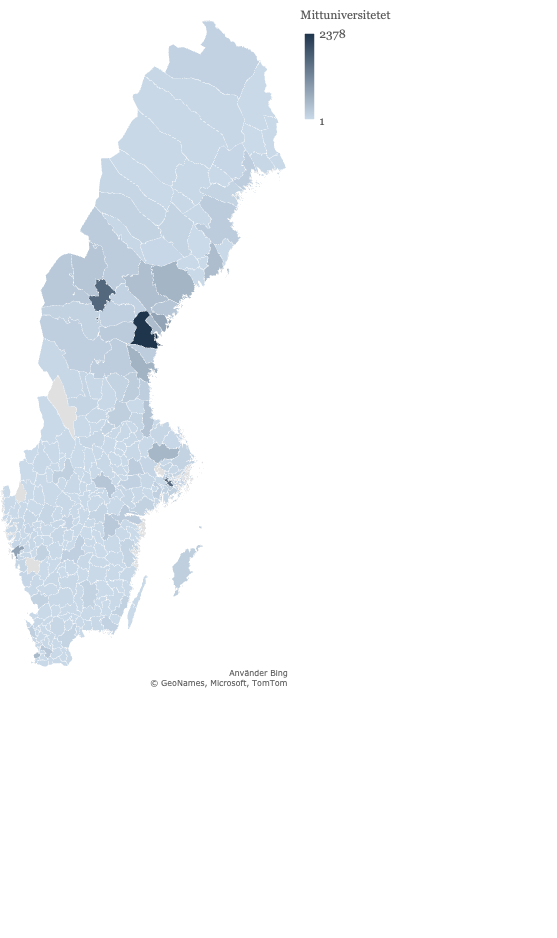 Mittuniversitetet
2378
1
Använder Bing
© GeoNames, Microsoft, TomTom